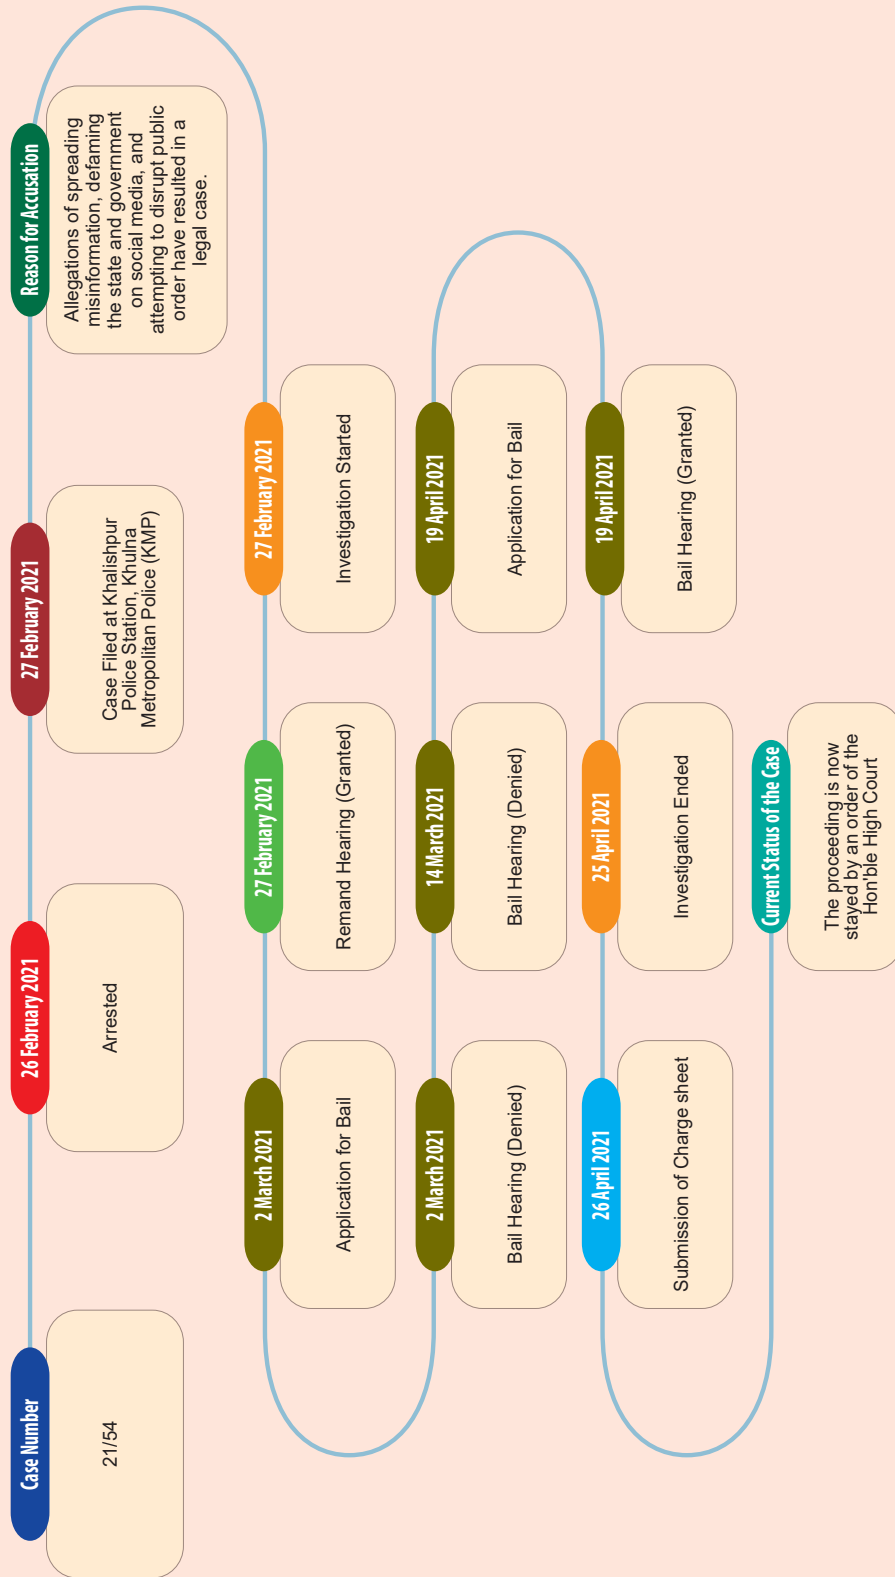 Case Number
21/54
26 February 2021
Arrested
27 February 2021
Case Filed at Khalishpur
Police Station, Khulna
Metropolitan Police (KMP)
Reason for Accusation
Allegations of spreading
misinformation, defaming
the state and government
on social media, and
attempting to disrupt public
order have resulted in a
legal case.
27 February 2021
Investigation Started
27 February 2021
Remand Hearing (Granted)
2 March 2021
Application for Bail
2 March 2021
Bail Hearing (Denied)
14 March 2021
Bail Hearing (Denied)
19 April 2021
Application for Bail
19 April 2021
Bail Hearing (Granted)
25 April 2021
Investigation Ended
26 April 2021
Submission of Charge sheet
Current Status of the Case
The proceeding is now
stayed by an order of the
Hon'ble High Court